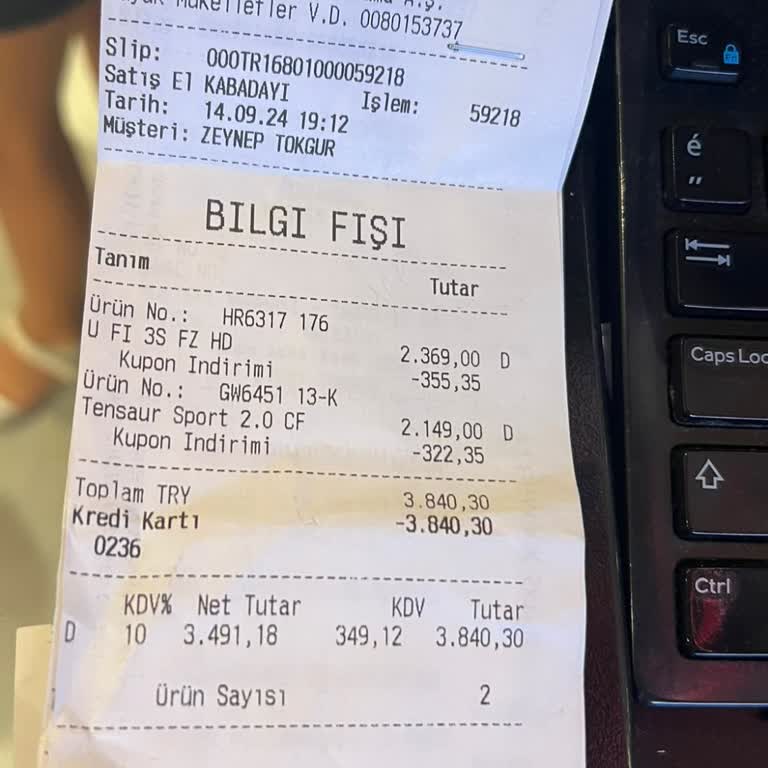 Mükellefler V.D. 0080153737
Slip: 000TR16801000059218
Satış El KABADAYI İşlem: 59218
Tarih: 14.09.24 19:12
Müşteri: ZEYNEP TOKGUR
BILGI FIŞI
Tanım Tutar
Ürün No.: HR6317 176
U FI 3S FZ HD 2.369,00 D
Kupon Indirimi -355,35
Ürün No.: GW6451 13-K
Tensaur Sport 2.0 CF 2.149,00 D
Kupon Indirimi -322,35
Toplam TRY 3.840,30
Kredi Kartı -3.840,30
0236
KDV% Net Tutar KDV Tutar
D 10 3.491,18 349,12 3.840,30
Ürün Sayısı 2
Esc
é
"
Caps Loc
Ctrl